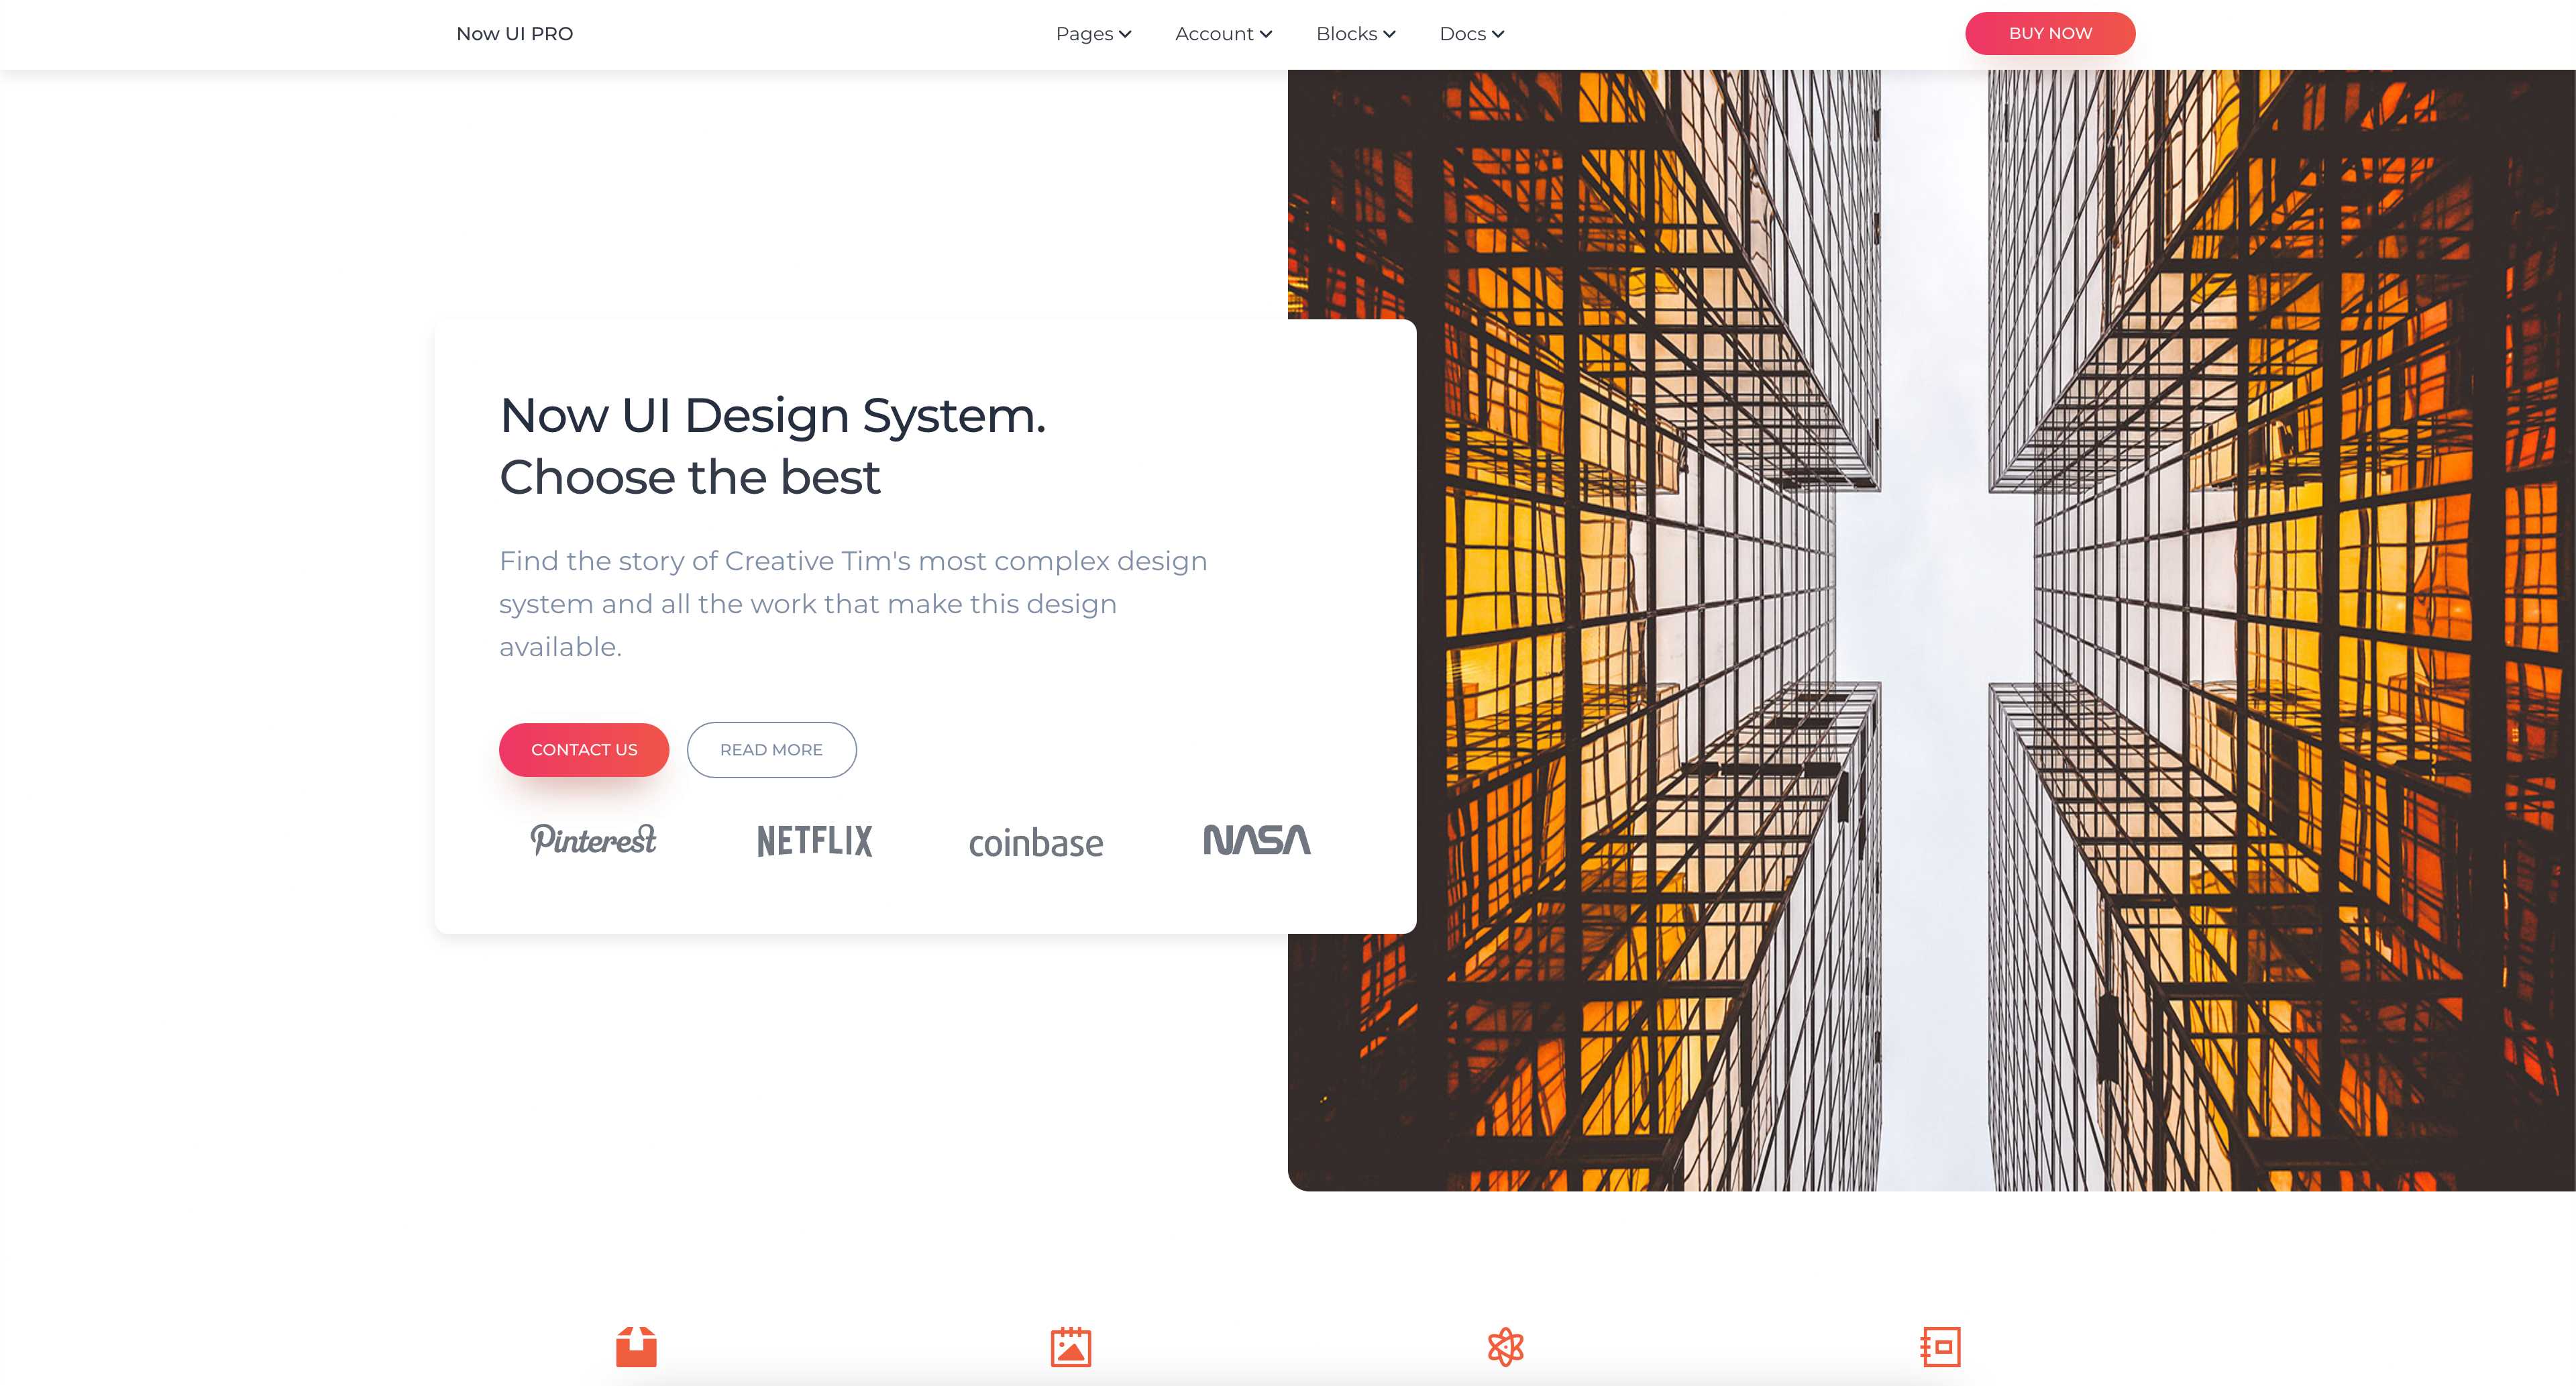 Now UI PRO
Pages
Account
Blocks
Docs
BUY NOW
Now UI Design System.
Choose the best
Find the story of Creative Tim's most complex design
system and all the work that make this design
available.
CONTACT US
READ MORE
Pinterest
NETFLIX
coinbase
NASA